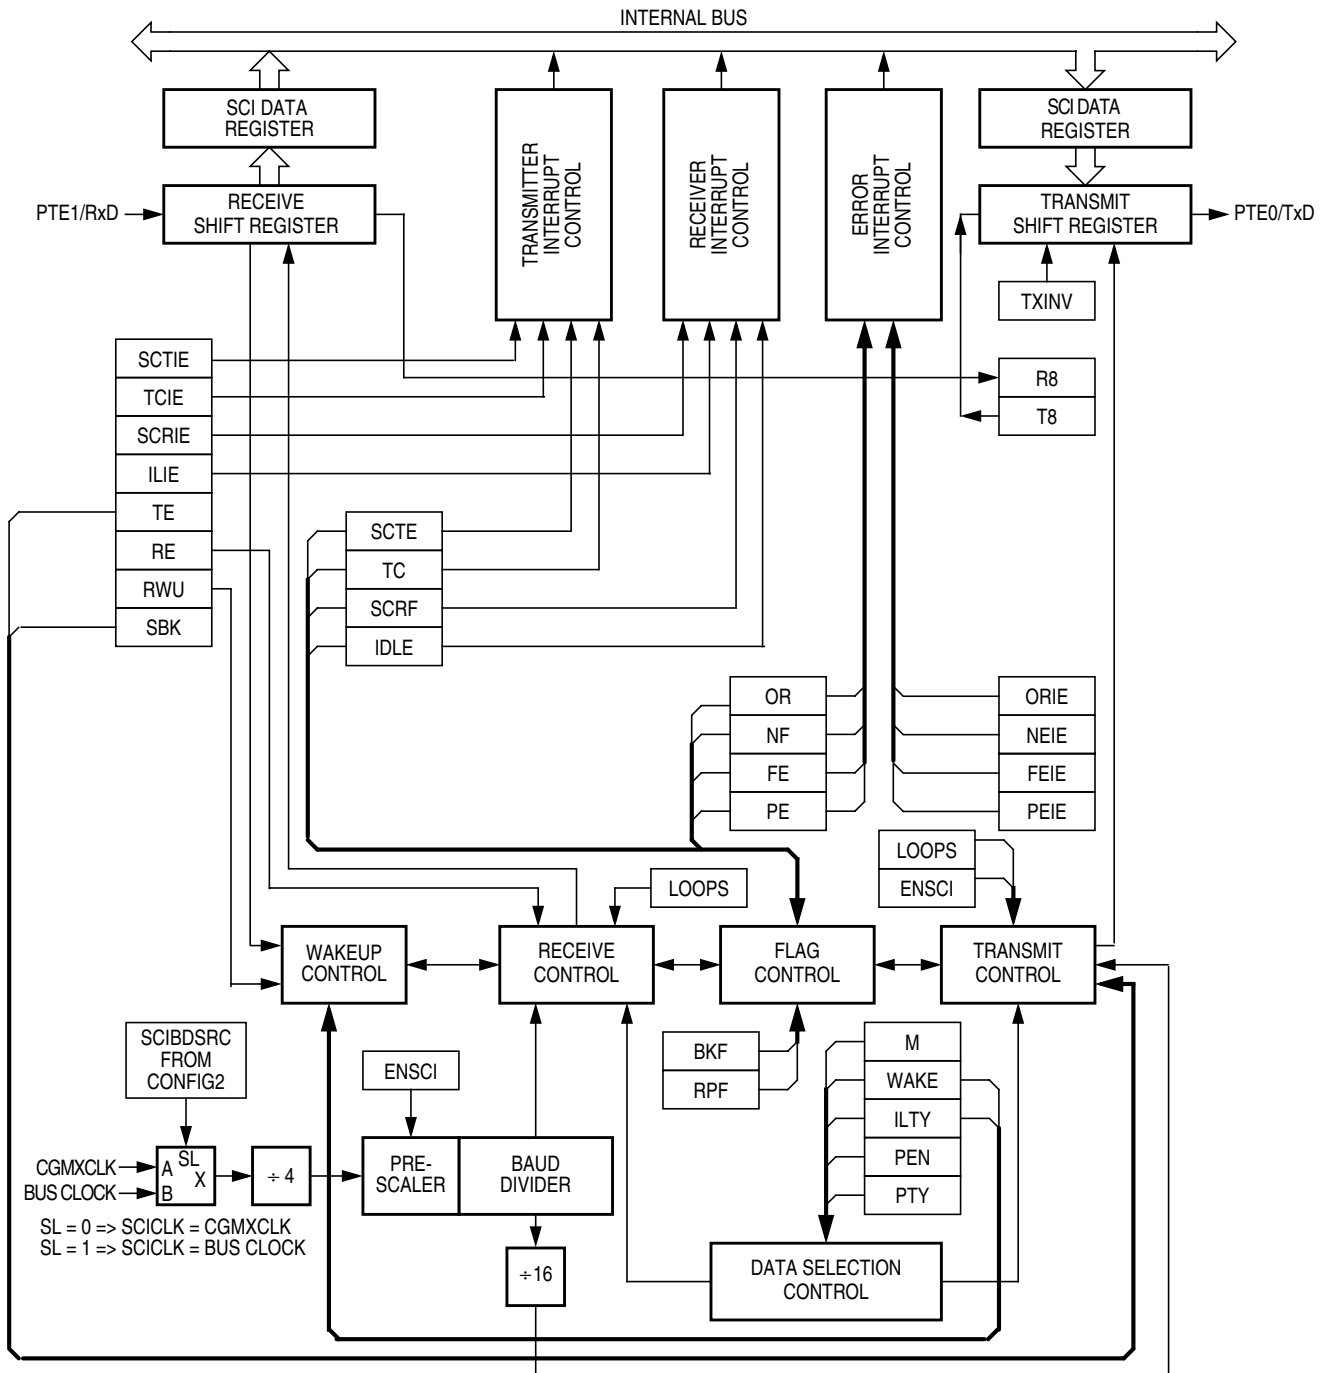 INTERNAL BUS
SCI DATA
REGISTER
RECEIVE
SHIFT REGISTER
PTE1/RxD
TRANSMITTER
INTERRUPT
CONTROL
RECEIVER
INTERRUPT
CONTROL
ERROR
INTERRUPT
CONTROL
SCI DATA
REGISTER
TRANSMIT
SHIFT REGISTER
PTE0/TxD
TXINV
R8
T8
SCTIE
TCIE
SCRIE
ILIE
TE
RE
RWU
SBK
SCTE
TC
SCRF
IDLE
OR
NF
FE
PE
ORIE
NEIE
FEIE
PEIE
LOOPS
ENSCI
LOOPS
WAKEUP
CONTROL
RECEIVE
CONTROL
FLAG
CONTROL
TRANSMIT
CONTROL
SCIBDSRC
FROM
CONFIG2
ENSCI
BKF
RPF
M
WAKE
ILTY
PEN
PTY
CGMXCLK
BUS CLOCK
A
SL
X
B
÷ 4
PRE-
SCALER
BAUD
DIVIDER
SL = 0 => SCICLK = CGMXCLK
SL = 1 => SCICLK = BUS CLOCK
÷16
DATA SELECTION
CONTROL